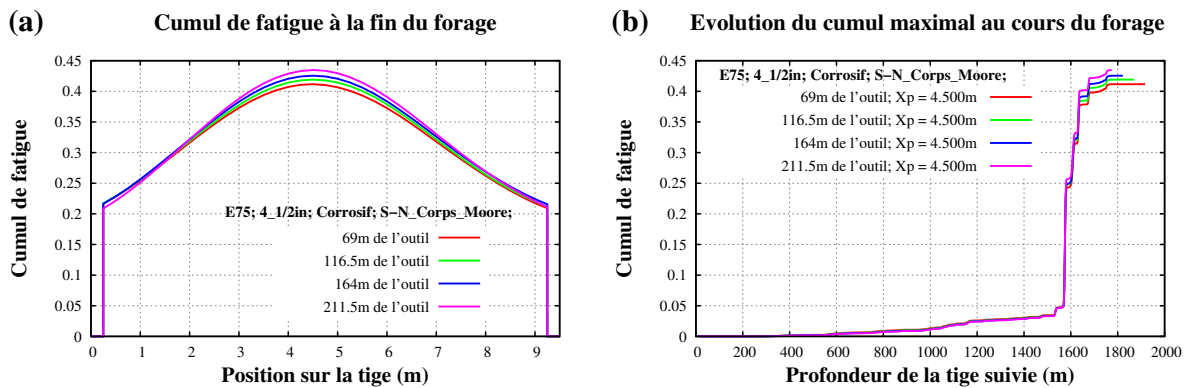 (a) Cumul de fatigue à la fin du forage
0.45
0.4
0.35
0.3
0.25
0.2
0.15
0.1
0.05
0
Cumul de fatigue
E75; 4_1/2in; Corrosif; S−N_Corps_Moore;
69m de l’outil
116.5m de l’outil
164m de l’outil
211.5m de l’outil
0 1 2 3 4 5 6 7 8 9
Position sur la tige (m)
(b) Evolution du cumul maximal au cours du forage
0.45
0.4
0.35
0.3
0.25
0.2
0.15
0.1
0.05
0
Cumul de fatigue
E75; 4_1/2in; Corrosif; S−N_Corps_Moore;
69m de l’outil; Xp = 4.500m
116.5m de l’outil; Xp = 4.500m
164m de l’outil; Xp = 4.500m
211.5m de l’outil; Xp = 4.500m
0 200 400 600 800 1000 1200 1400 1600 1800 2000
Profondeur de la tige suivie (m)